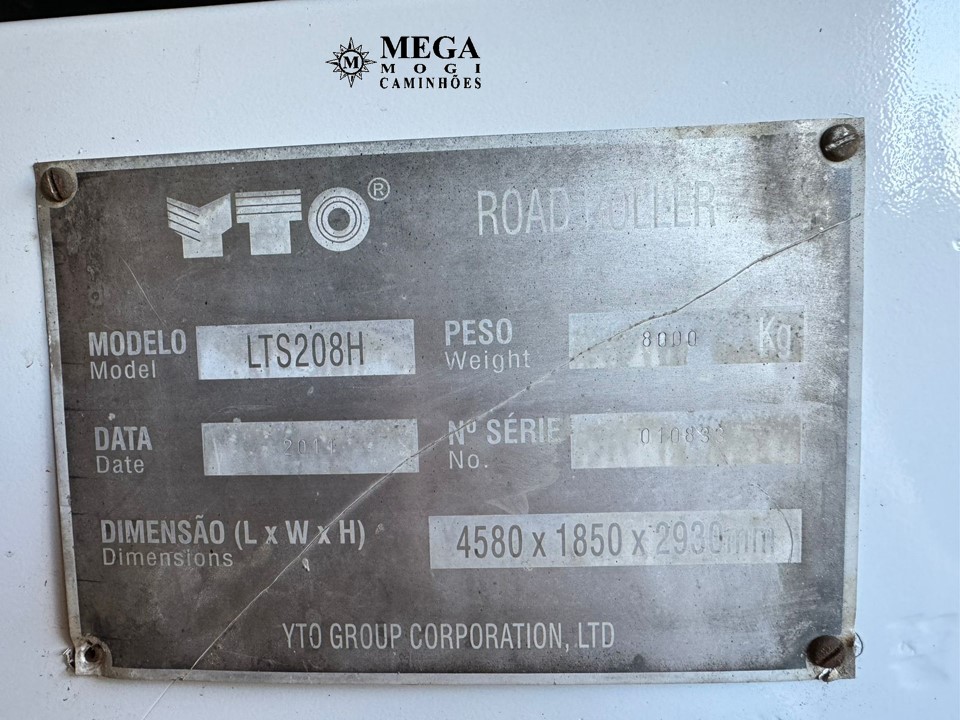 MEGA
MOGI
CAMINHÕES
YTO®
ROAD ROLLER
MODELO
Model
LTS208H
PESO
Weight
8000 Kg
DATA
Date
Nº SÉRIE
No.
DIMENSÃO (L x W x H)
Dimensions
4580 x 1850 x 2930mm
YTO GROUP CORPORATION, LTD